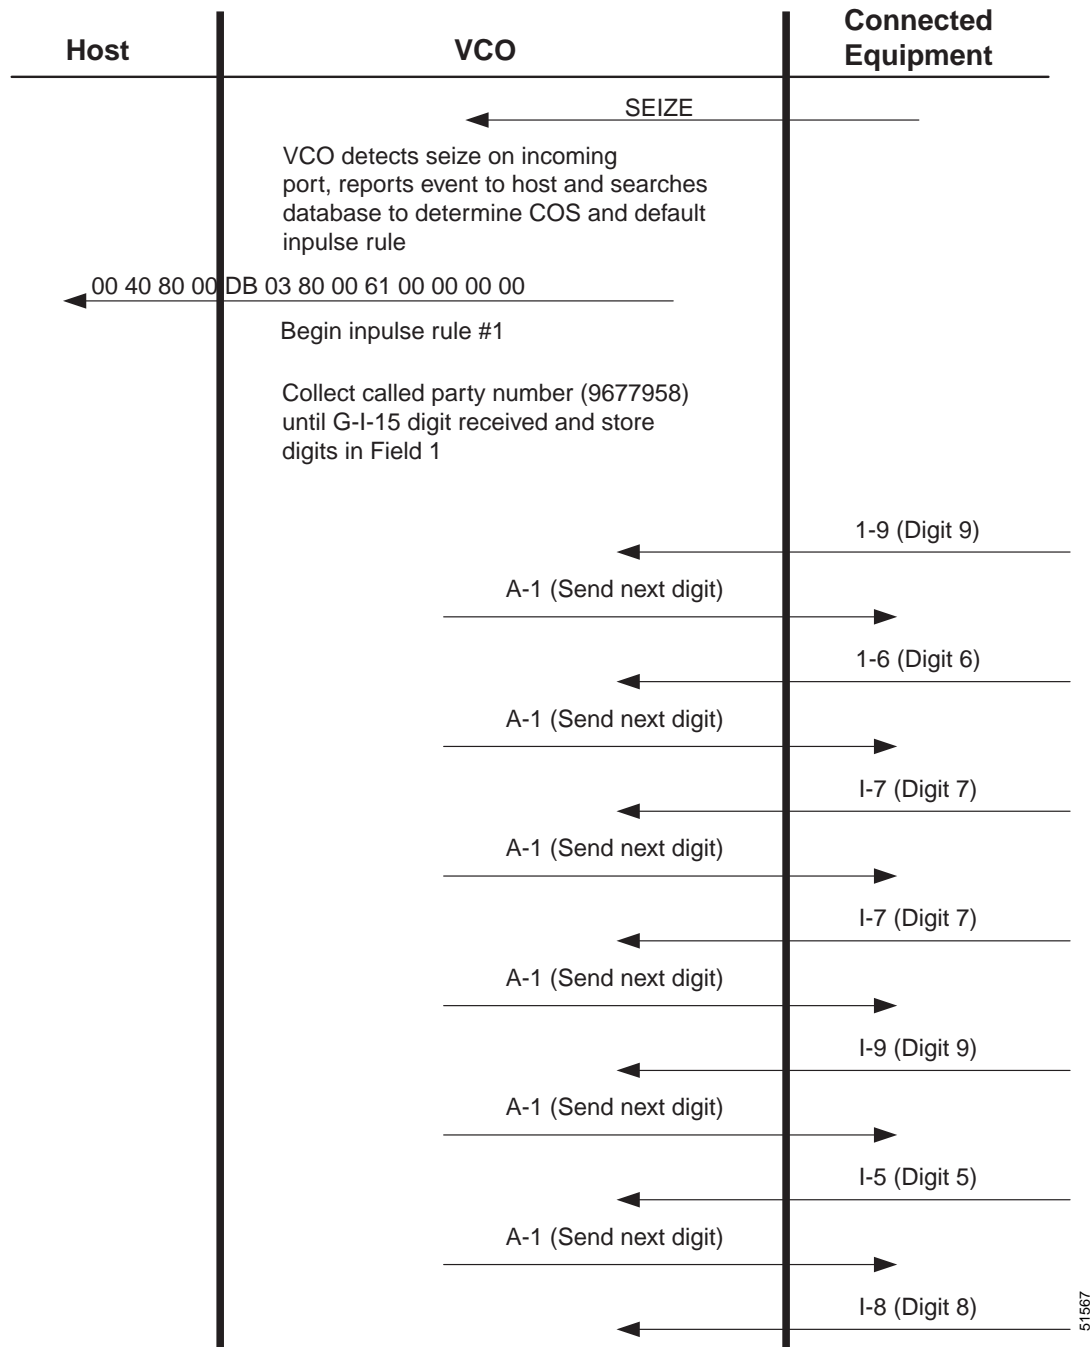 Host
VCO
Connected
Equipment
SEIZE
VCO detects seize on incoming
port, reports event to host and searches
database to determine COS and default
inpulse rule
00 40 80 00 DB 03 80 00 61 00 00 00 00
Begin inpulse rule #1
Collect called party number (9677958)
until G-I-15 digit received and store
digits in Field 1
1-9 (Digit 9)
A-1 (Send next digit)
1-6 (Digit 6)
A-1 (Send next digit)
I-7 (Digit 7)
A-1 (Send next digit)
I-7 (Digit 7)
A-1 (Send next digit)
I-9 (Digit 9)
A-1 (Send next digit)
I-5 (Digit 5)
A-1 (Send next digit)
I-8 (Digit 8)
51567